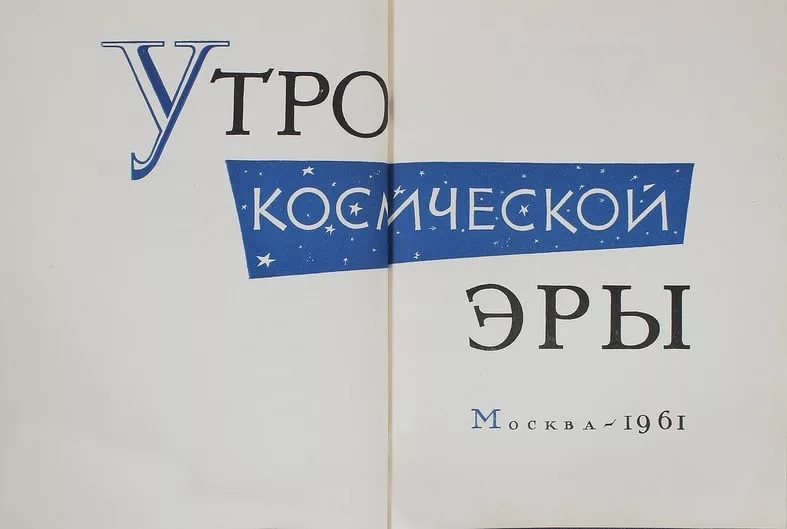 Утро
космической
эры
Москва ~ 1961